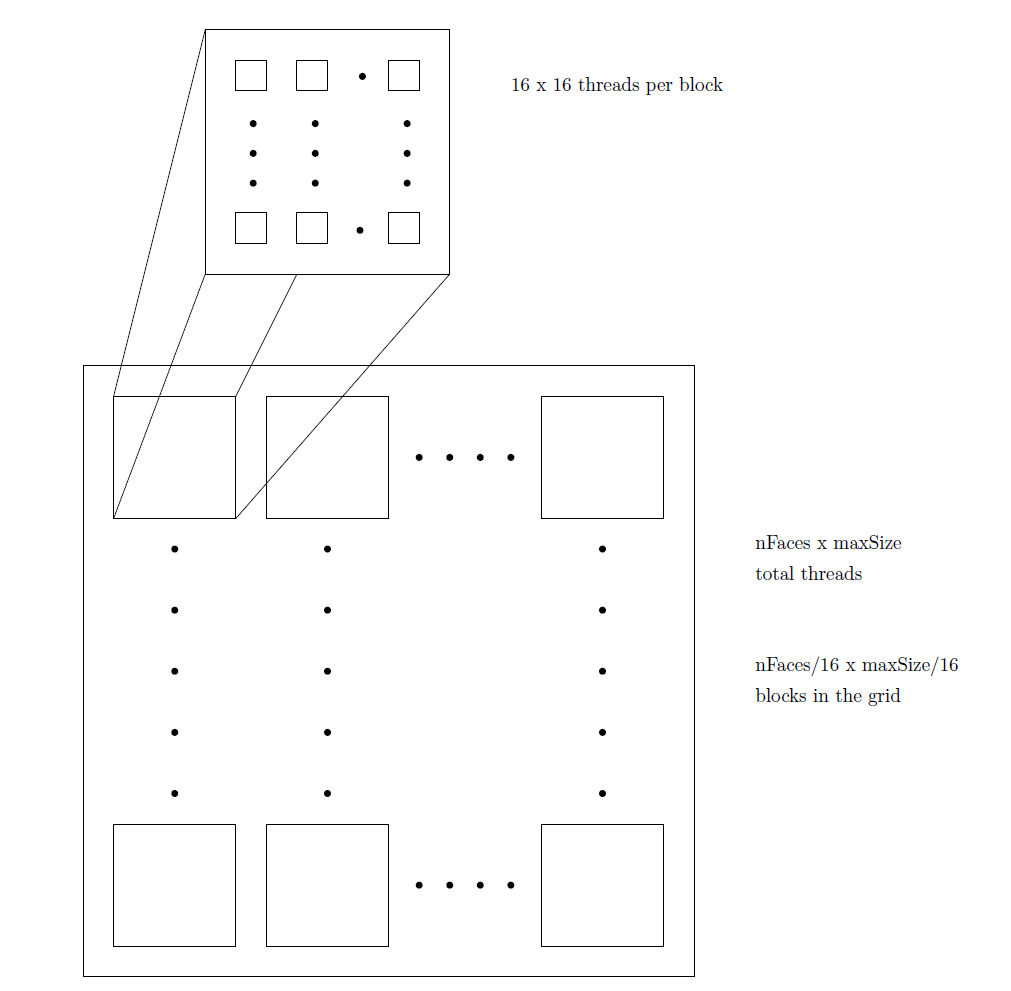 16 x 16 threads per block
nFaces x maxSize
total threads
nFaces/16 x maxSize/16
blocks in the grid